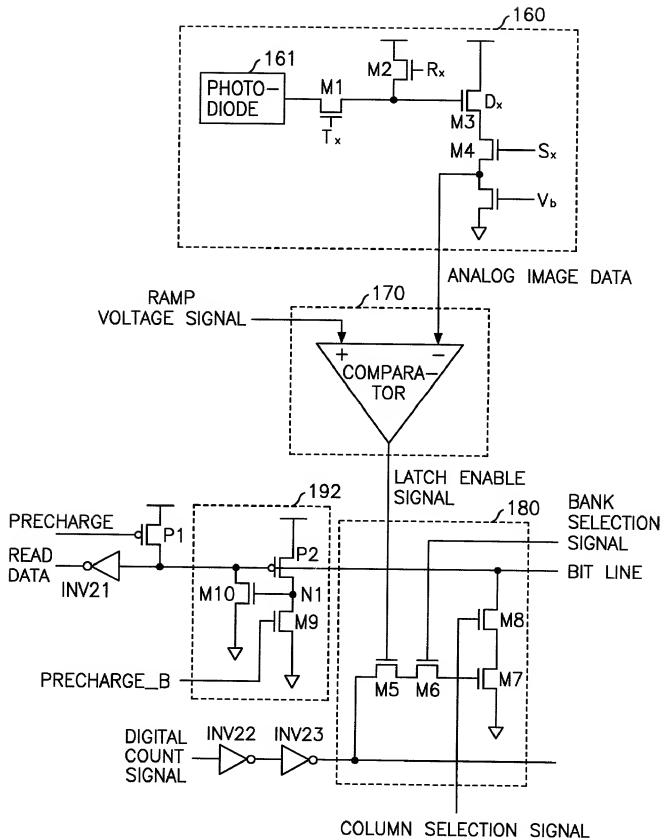 160
161
PHOTO-
DIODE
M1
Tx
M2
Rx
Dx
M3
M4
Sx
Vb
ANALOG IMAGE DATA
RAMP
VOLTAGE SIGNAL
170
+
−
COMPARA-
TOR
LATCH ENABLE
SIGNAL
192
180
BANK
SELECTION
SIGNAL
PRECHARGE
P1
READ
DATA
INV21
P2
BIT LINE
M10
N1
M9
M8
M5
M6
M7
PRECHARGE_B
DIGITAL
COUNT
SIGNAL
INV22
INV23
COLUMN SELECTION SIGNAL